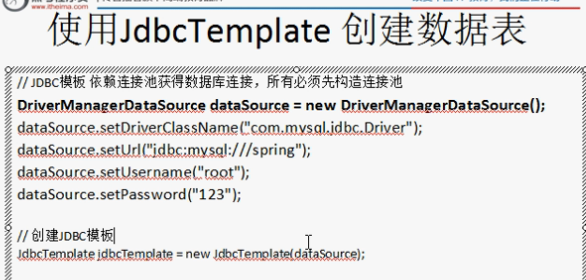 www.itheima.com
使用JdbcTemplate 创建数据表
// JDBC模板 依赖连接池获得数据库连接，所有必须先构造连接池
DriverManagerDataSource dataSource = new DriverManagerDataSource();
dataSource.setDriverClassName("com.mysql.jdbc.Driver");
dataSource.setUrl("jdbc:mysql:///spring");
dataSource.setUsername("root");
dataSource.setPassword("123");
// 创建JDBC模板
JdbcTemplate jdbcTemplate = new JdbcTemplate(dataSource);